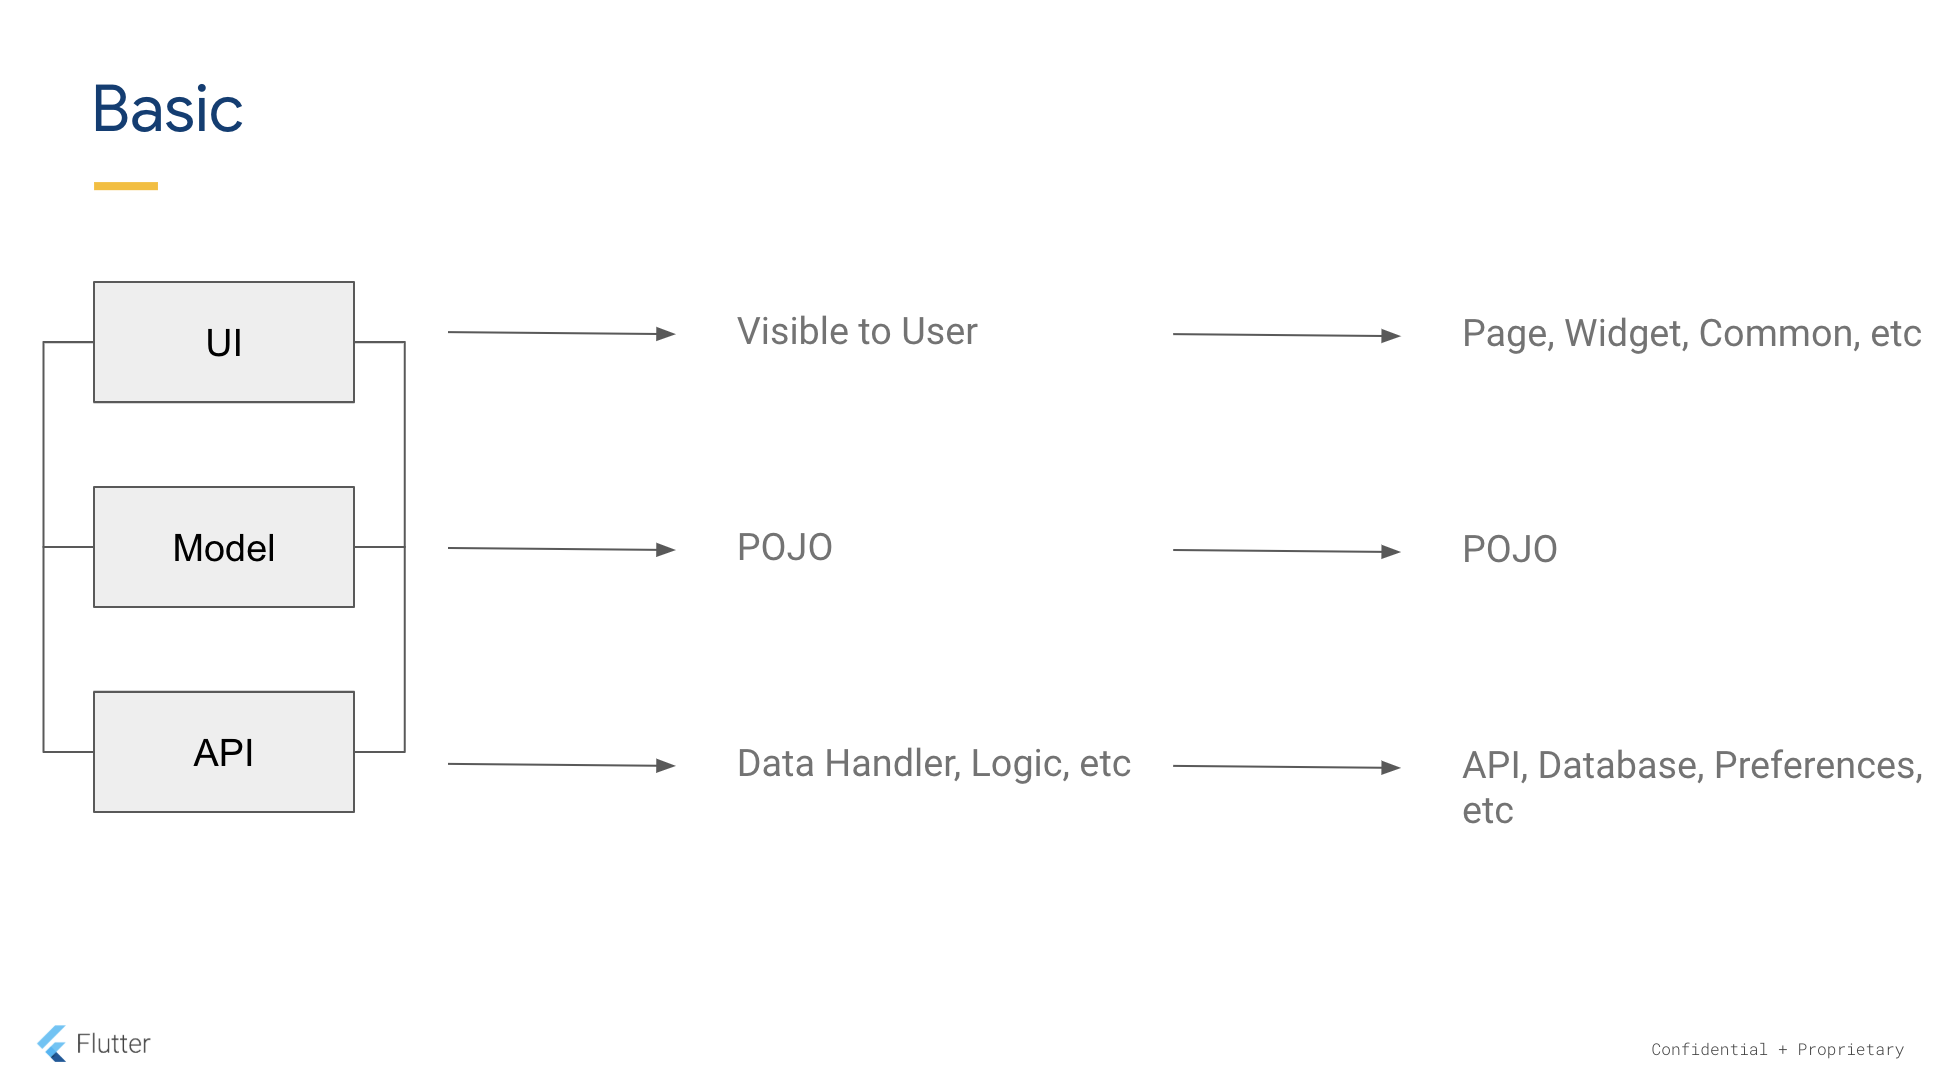 Basic
UI
Visible to User
Page, Widget, Common, etc
Model
POJO
POJO
API
Data Handler, Logic, etc
API, Database, Preferences,
etc
Flutter
Confidential + Proprietary